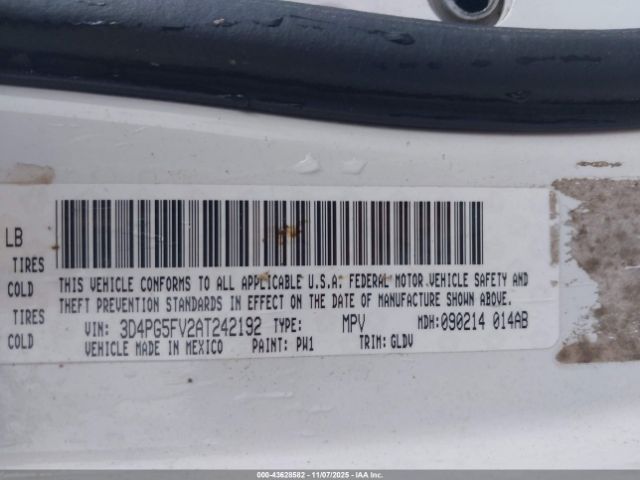 LB
TIRES
COLD
TIRES
COLD
THIS VEHICLE CONFORMS TO ALL APPLICABLE U.S.A. FEDERAL MOTOR VEHICLE SAFETY AND
THEFT PREVENTION STANDARDS IN EFFECT ON THE DATE OF MANUFACTURE SHOWN ABOVE.
VIN: 3D4PG5FV2AT242192 TYPE: MPV MDH:090214 014AB
VEHICLE MADE IN MEXICO PAINT: PW1 TRIM: GLDV
000-43628582 - 11/07/2025 - IAAI.com